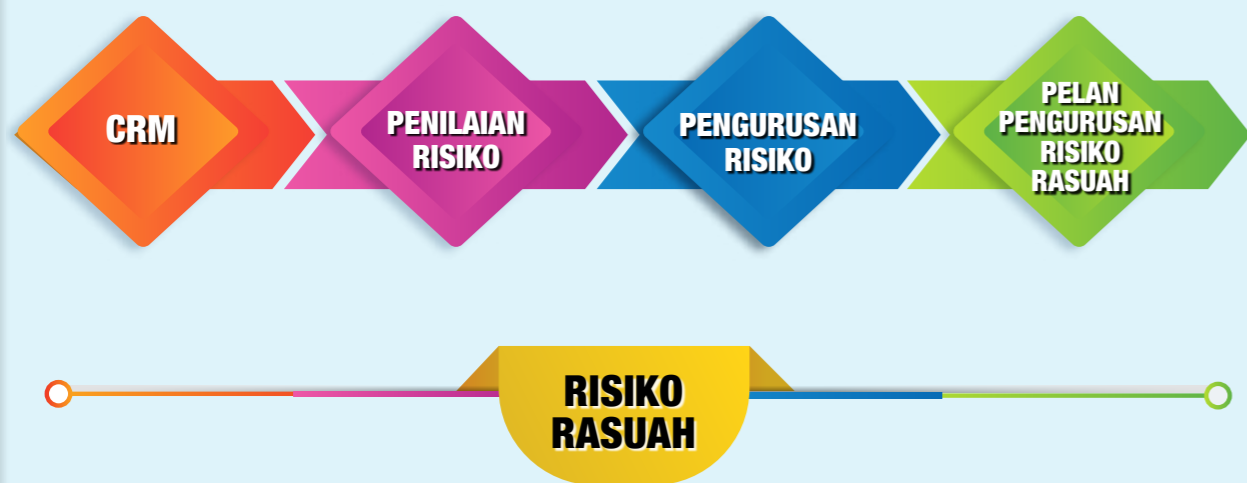 CRM
PENILAIAN
RISIKO
PENGURUSAN
RISIKO
PELAN
PENGURUSAN
RISIKO
RASUAH
RISIKO
RASUAH